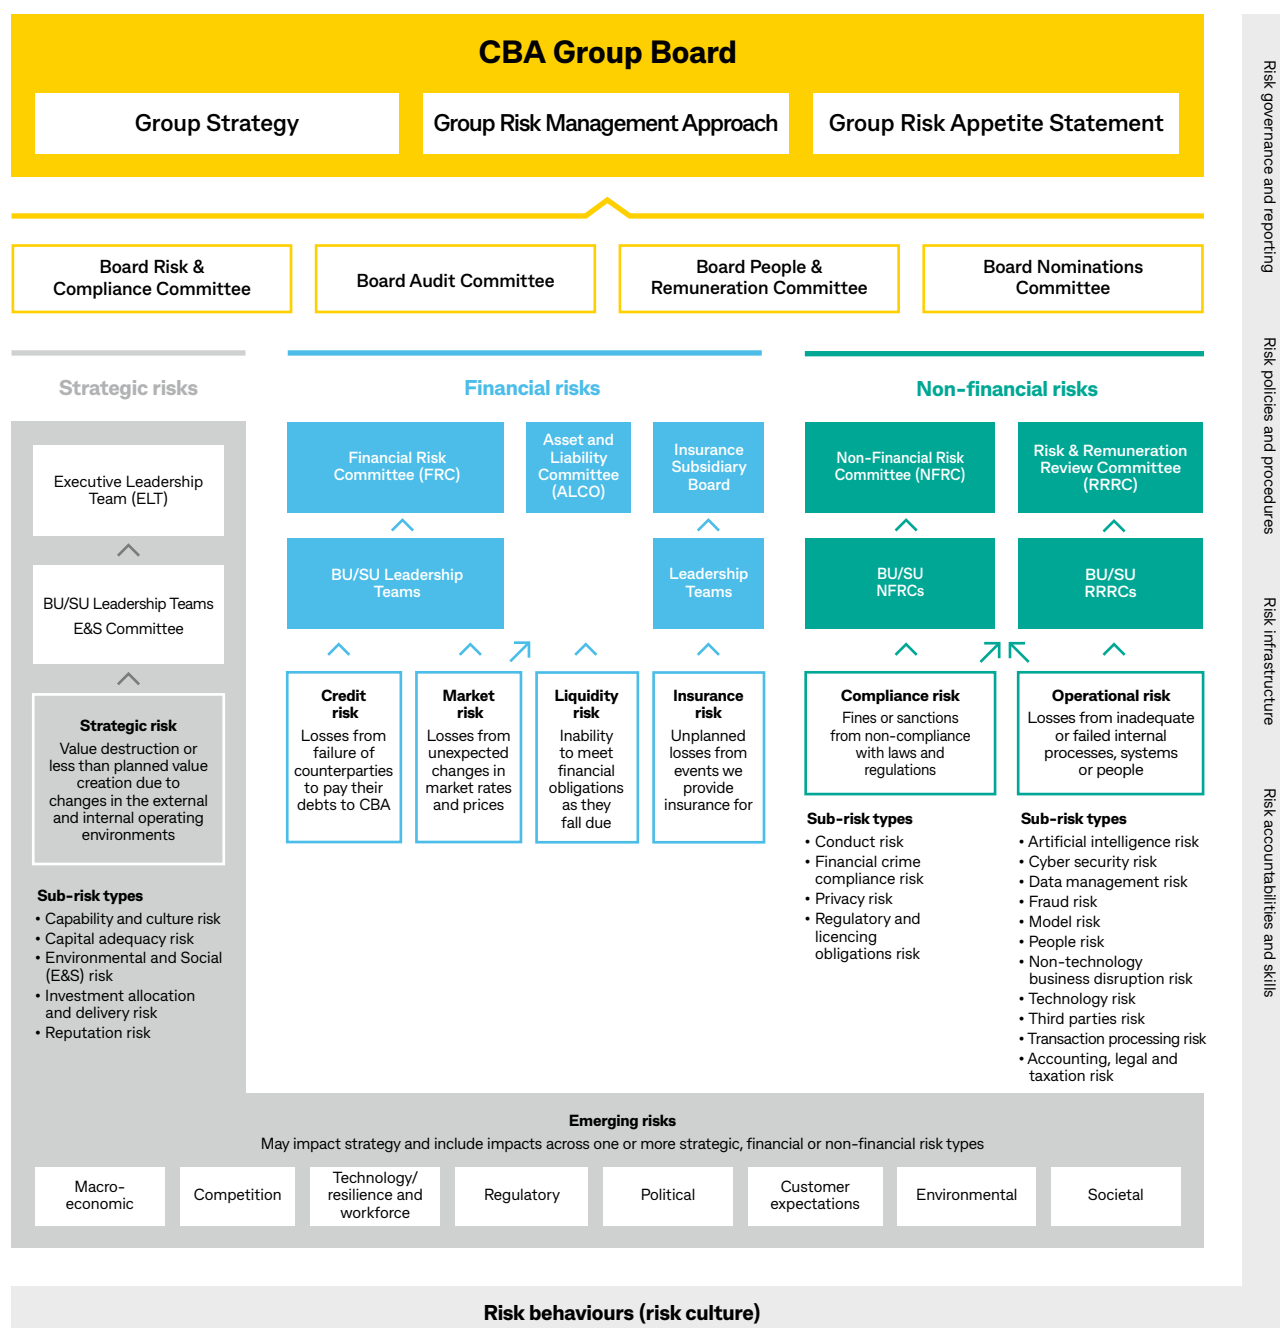 CBA Group Board
Group Strategy
Group Risk Management Approach
Group Risk Appetite Statement
Board Risk &
Compliance Committee
Board Audit Committee
Board People &
Remuneration Committee
Board Nominations
Committee
Strategic risks
Executive Leadership
Team (ELT)
BU/SU Leadership Teams
E&S Committee
Strategic risk
Value destruction or
less than planned value
creation due to
changes in the external
and internal operating
environments
Sub-risk types
• Capability and culture risk
• Capital adequacy risk
• Environmental and Social
(E&S) risk
• Investment allocation
and delivery risk
• Reputation risk
Financial risks
Financial Risk
Committee (FRC)
Asset and
Liability
Committee
(ALCO)
Insurance
Subsidiary
Board
BU/SU Leadership
Teams
Leadership
Teams
Credit
risk
Losses from
failure of
counterparties
to pay their
debts to CBA
Market
risk
Losses from
unexpected
changes in
market rates
and prices
Liquidity
risk
Inability
to meet
financial
obligations
as they
fall due
Insurance
risk
Unplanned
losses from
events we
provide
insurance for
Non-financial risks
Non-Financial Risk
Committee (NFRC)
Risk & Remuneration
Review Committee
(RRRC)
BU/SU
NFRCs
BU/SU
RRRCs
Compliance risk
Fines or sanctions
from non-compliance
with laws and
regulations
Operational risk
Losses from inadequate
or failed internal
processes, systems
or people
Sub-risk types
• Conduct risk
• Financial crime
compliance risk
• Privacy risk
• Regulatory and
licencing
obligations risk
Sub-risk types
• Artificial intelligence risk
• Cyber security risk
• Data management risk
• Fraud risk
• Model risk
• People risk
• Non-technology
business disruption risk
• Technology risk
• Third parties risk
• Transaction processing risk
• Accounting, legal and
taxation risk
Emerging risks
May impact strategy and include impacts across one or more strategic, financial or non-financial risk types
Macro-
economic
Competition
Technology/
resilience and
workforce
Regulatory
Political
Customer
expectations
Environmental
Societal
Risk governance and reporting
Risk policies and procedures
Risk infrastructure
Risk accountabilities and skills
Risk behaviours (risk culture)